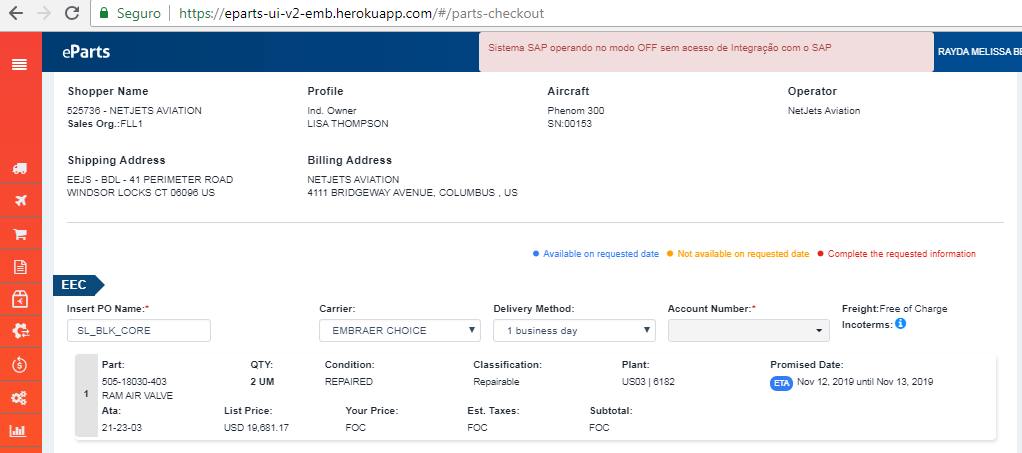 Seguro
https://eparts-ui-v2-emb.herokuapp.com/#/parts-checkout
eParts
Sistema SAP operando no modo OFF sem acesso de Integração com o SAP
RAYDA MELISSA BE
Shopper Name
Profile
Aircraft
Operator
525736 - NETJETS AVIATION
Ind. Owner
Phenom 300
NetJets Aviation
Sales Org.:FLL1
LISA THOMPSON
SN:00153
Shipping Address
Billing Address
EEJS - BDL - 41 PERIMETER ROAD
NETJETS AVIATION
WINDSOR LOCKS CT 06096 US
4111 BRIDGEWAY AVENUE, COLUMBUS , US
Available on requested date
Not available on requested date
Complete the requested information
EEC
Insert PO Name:*
Carrier:
Delivery Method:
Account Number:*
Freight:Free of Charge
SL_BLK_CORE
EMBRAER CHOICE
1 business day
Incoterms:
Part:
QTY:
Condition:
Classification:
Plant:
Promised Date:
505-18030-403
2 UM
REPAIRED
Repairable
US03 | 6182
ETA Nov 12, 2019 until Nov 13, 2019
1
RAM AIR VALVE
Ata:
List Price:
Your Price:
Est. Taxes:
Subtotal:
21-23-03
USD 19,681.17
FOC
FOC
FOC